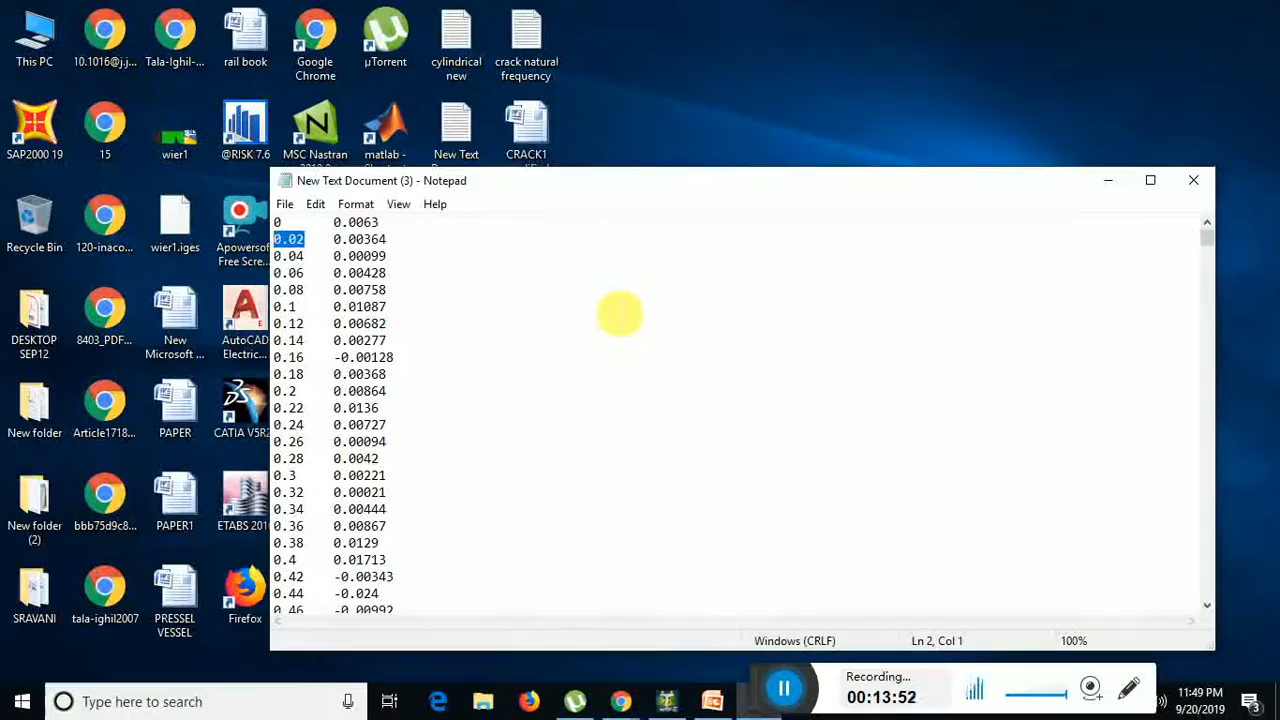 This PC
10.1016@j.j...
Tala-Ighil-...
rail book
Google
Chrome
µTorrent
cylindrical
new
crack natural
frequency
SAP2000 19
15
wier1
@RISK 7.6
MSC Nastran
matlab -
New Text
CRACK1
New Text Document (3) - Notepad
File Edit Format View Help
0 0.0063
0.02 0.00364
0.04 0.00099
0.06 0.00428
0.08 0.00758
0.1 0.01087
0.12 0.00682
0.14 0.00277
0.16 -0.00128
0.18 0.00368
0.2 0.00864
0.22 0.0136
0.24 0.00727
0.26 0.00094
0.28 0.0042
0.3 0.00221
0.32 0.00021
0.34 0.00444
0.36 0.00867
0.38 0.0129
0.4 0.01713
0.42 -0.00343
0.44 -0.024
0.46 -0.00992
Windows (CRLF) Ln 2, Col 1 100%
Recycle Bin
120-inaco...
wier1.iges
Apowersof
Free Scre...
DESKTOP
SEP12
8403_PDF...
New
Microsoft ...
AutoCAD
Electric...
New folder
Article1718...
PAPER
CATIA V5R2
New folder
(2)
bbb75d9c8...
PAPER1
ETABS 201
SRAVANI
tala-ighil2007
PRESSEL
VESSEL
Firefox
Recording...
00:13:52
Type here to search
11:49 PM
9/20/2019
3